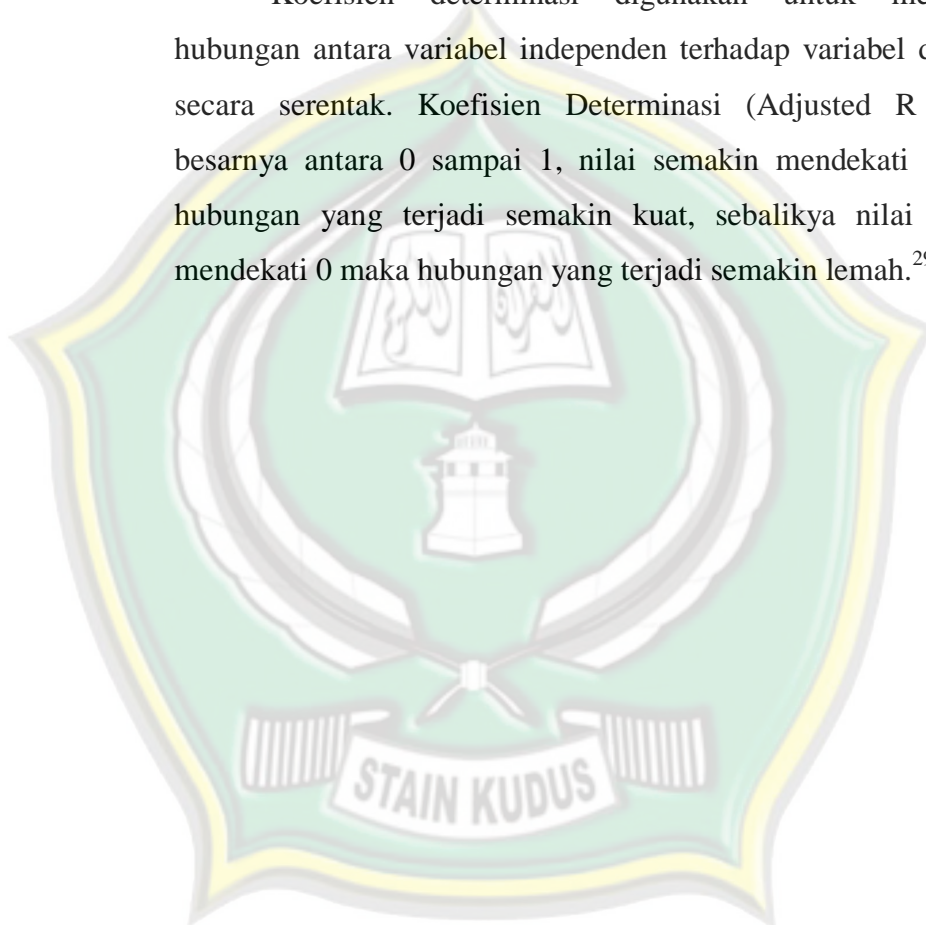 Koefisien determinasi digunakan untuk
hubungan antara variabel independen terhadap variabel
secara serentak. Koefisien Determinasi (Adjusted R
besarnya antara 0 sampai 1, nilai semakin mendekati
hubungan yang terjadi semakin kuat, sebalikya nilai
mendekati 0 maka hubungan yang terjadi semakin lemah.29
STAIN KUDUS